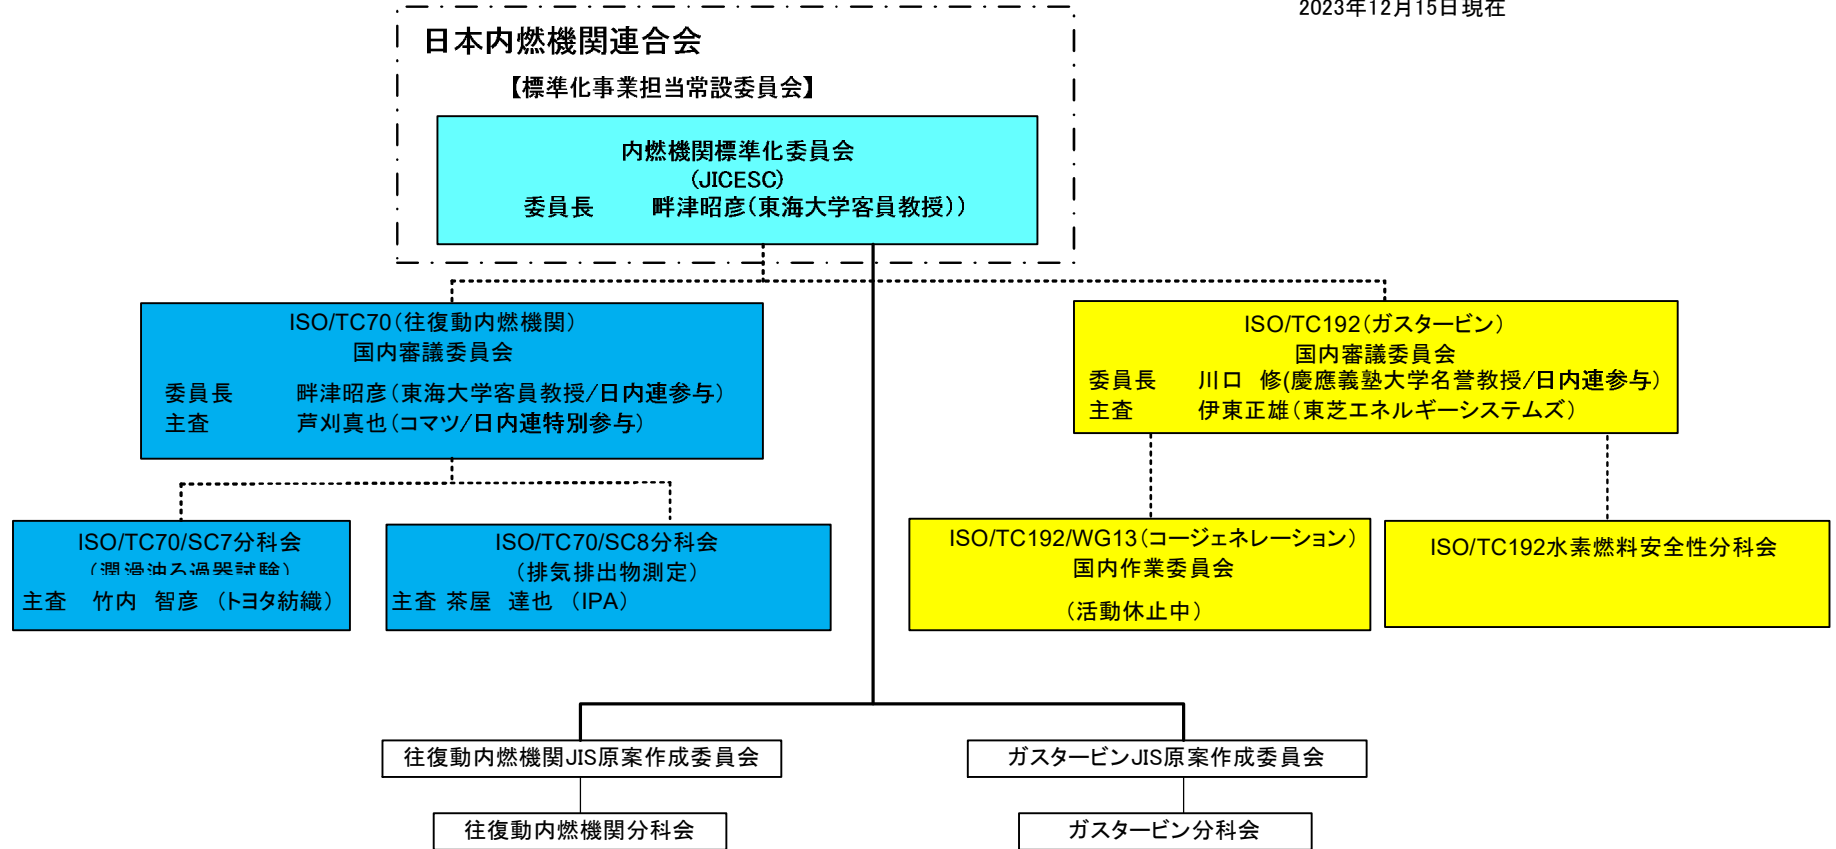 2023年12月15日現在
日本内燃機関連合会
【標準化事業担当常設委員会】
内燃機関標準化委員会
(JICESC)
委員長 畔津昭彦(東海大学客員教授))
ISO/TC70(往復動内燃機関)
国内審議委員会
委員長 畔津昭彦(東海大学客員教授/日内連参与)
主査 芦刈真也(コマツ/日内連特別参与)
ISO/TC192(ガスタービン)
国内審議委員会
委員長 川口 修(慶應義塾大学名誉教授/日内連参与)
主査 伊東正雄(東芝エネルギーシステムズ)
ISO/TC70/SC7分科会
(潤滑油ろ過器試験)
主査 竹内 智彦 (トヨタ紡織)
ISO/TC70/SC8分科会
(排気排出物測定)
主査 茶屋 達也 (IPA)
ISO/TC192/WG13(コージェネレーション)
国内作業委員会
(活動休止中)
ISO/TC192水素燃料安全性分科会
往復動内燃機関JIS原案作成委員会
ガスタービンJIS原案作成委員会
往復動内燃機関分科会
ガスタービン分科会